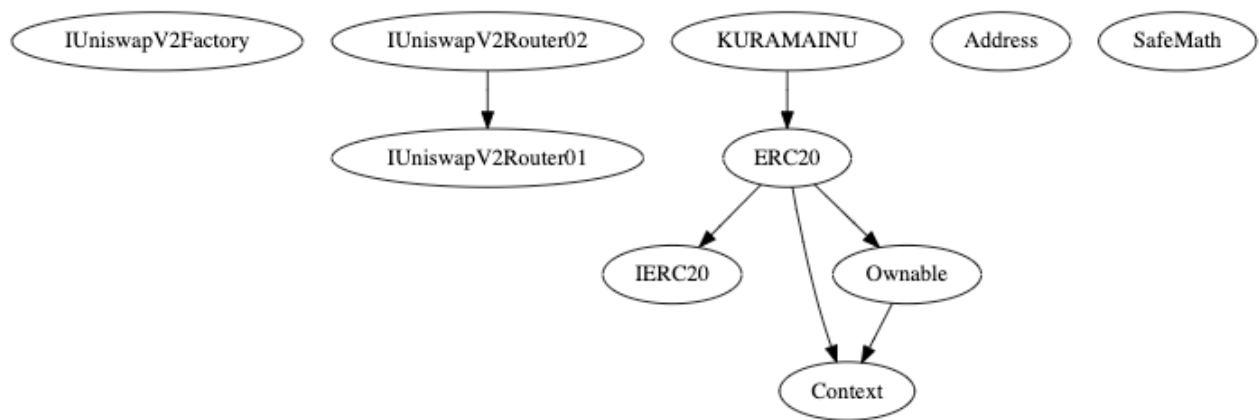 IUniswapV2Factory
IUniswapV2Router02
KURAMAINU
Address
SafeMath
IUniswapV2Router01
ERC20
IERC20
Ownable
Context